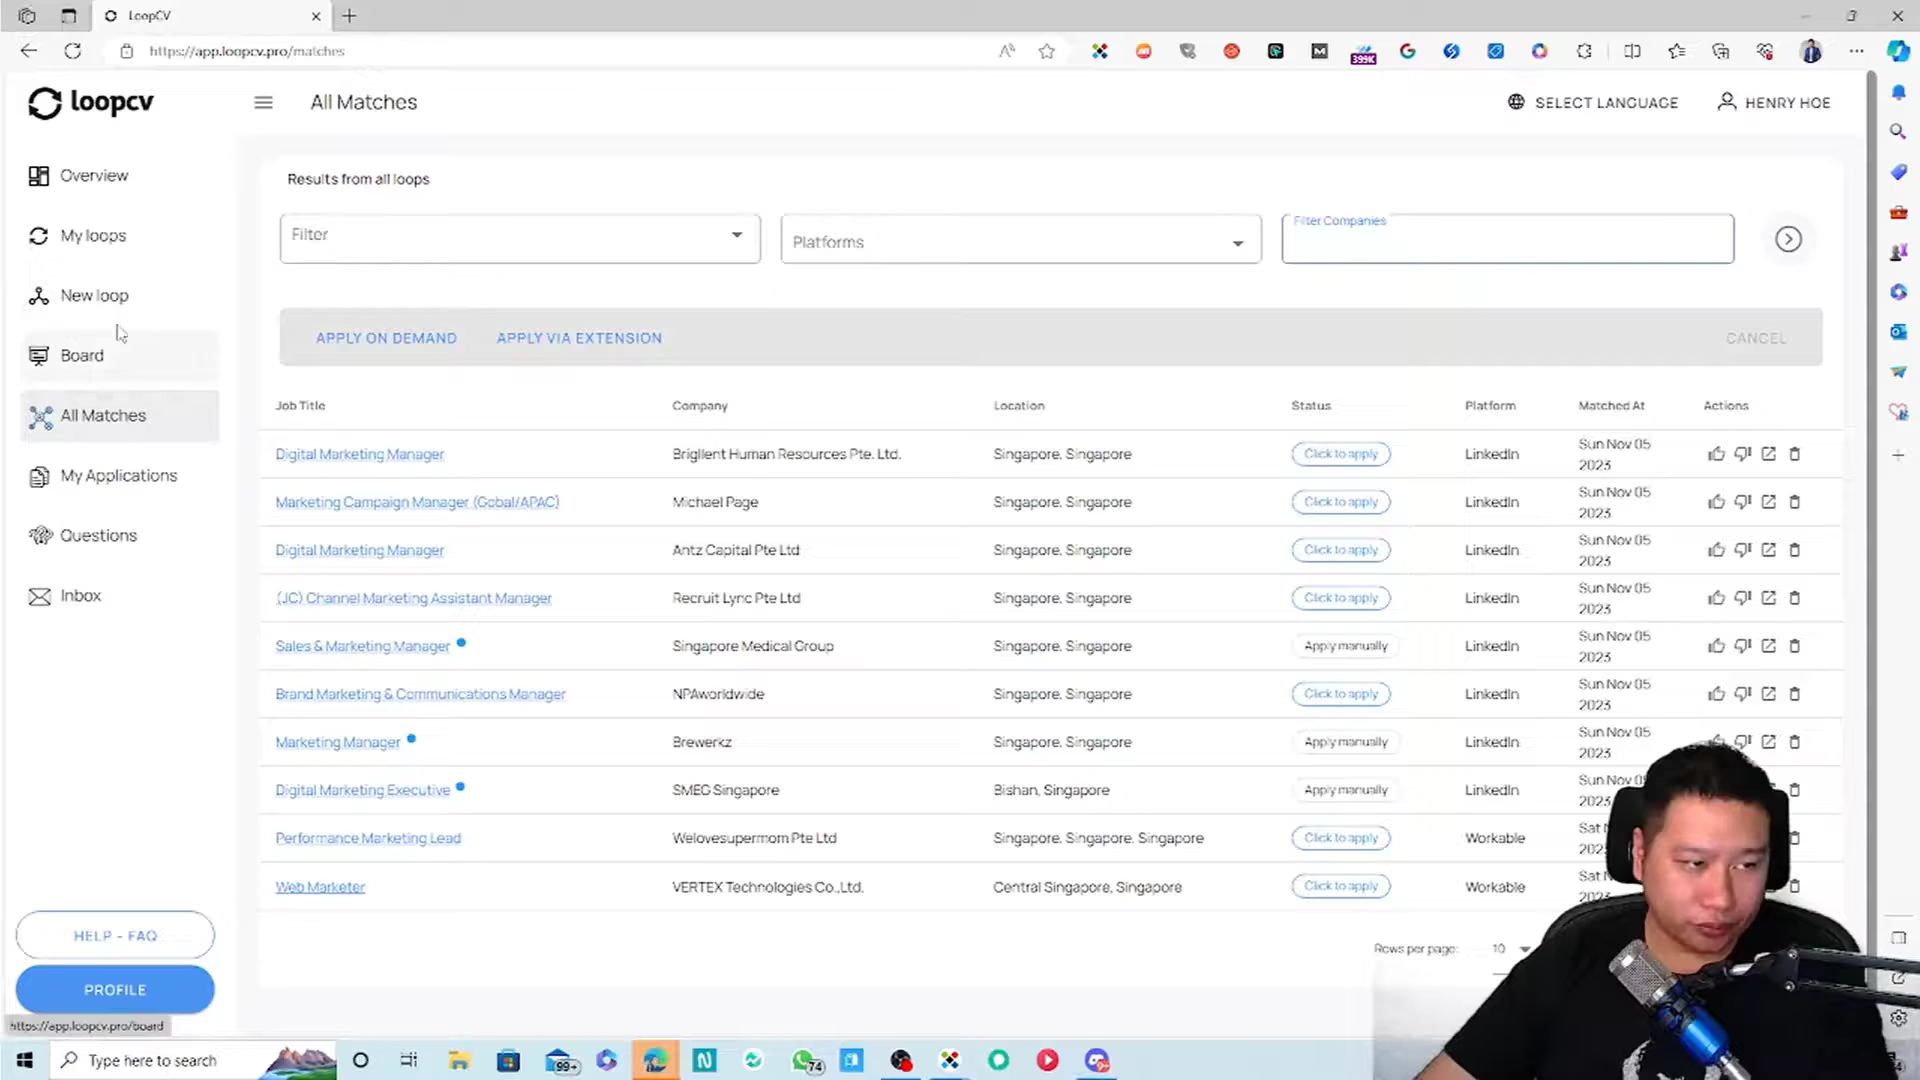 LoopCV
https://app.loopcv.pro/matches
399K
loopcv
All Matches
SELECT LANGUAGE
HENRY HOE
Overview
My loops
New loop
Board
All Matches
My Applications
Questions
Inbox
HELP - FAQ
PROFILE
https://app.loopcv.pro/board
Results from all loops
Filter
Platforms
Filter Companies
APPLY ON DEMAND
APPLY VIA EXTENSION
CANCEL
Job Title Company Location Status Platform Matched At Actions
Digital Marketing Manager Brigllent Human Resources Pte. Ltd. Singapore, Singapore Click to apply LinkedIn Sun Nov 05
2023
Marketing Campaign Manager (Gobal/APAC) Michael Page Singapore, Singapore Click to apply LinkedIn Sun Nov 05
2023
Digital Marketing Manager Antz Capital Pte Ltd Singapore, Singapore Click to apply LinkedIn Sun Nov 05
2023
(JC) Channel Marketing Assistant Manager Recruit Lync Pte Ltd Singapore, Singapore Click to apply LinkedIn Sun Nov 05
2023
Sales & Marketing Manager Singapore Medical Group Singapore, Singapore Apply manually LinkedIn Sun Nov 05
2023
Brand Marketing & Communications Manager NPAworldwide Singapore, Singapore Click to apply LinkedIn Sun Nov 05
2023
Marketing Manager Brewerkz Singapore, Singapore Apply manually LinkedIn Sun Nov 05
2023
Digital Marketing Executive SMEG Singapore Bishan, Singapore Apply manually LinkedIn Sun Nov
2023
Performance Marketing Lead Welovesupermom Pte Ltd Singapore, Singapore, Singapore Click to apply Workable Sat
Web Marketer VERTEX Technologies Co.,Ltd. Central Singapore, Singapore Click to apply Workable Sat
Rows per page: 10
Type here to search
99+
74